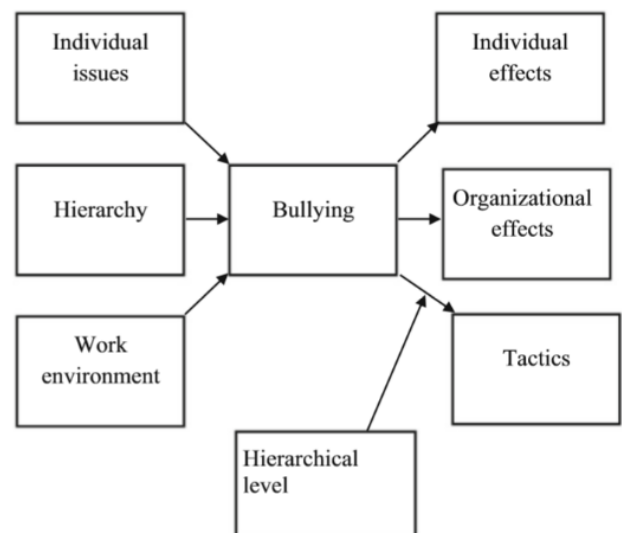 Individual
issues
Individual
effects
Hierarchy
Bullying
Organizational
effects
Work
environment
Tactics
Hierarchical
level